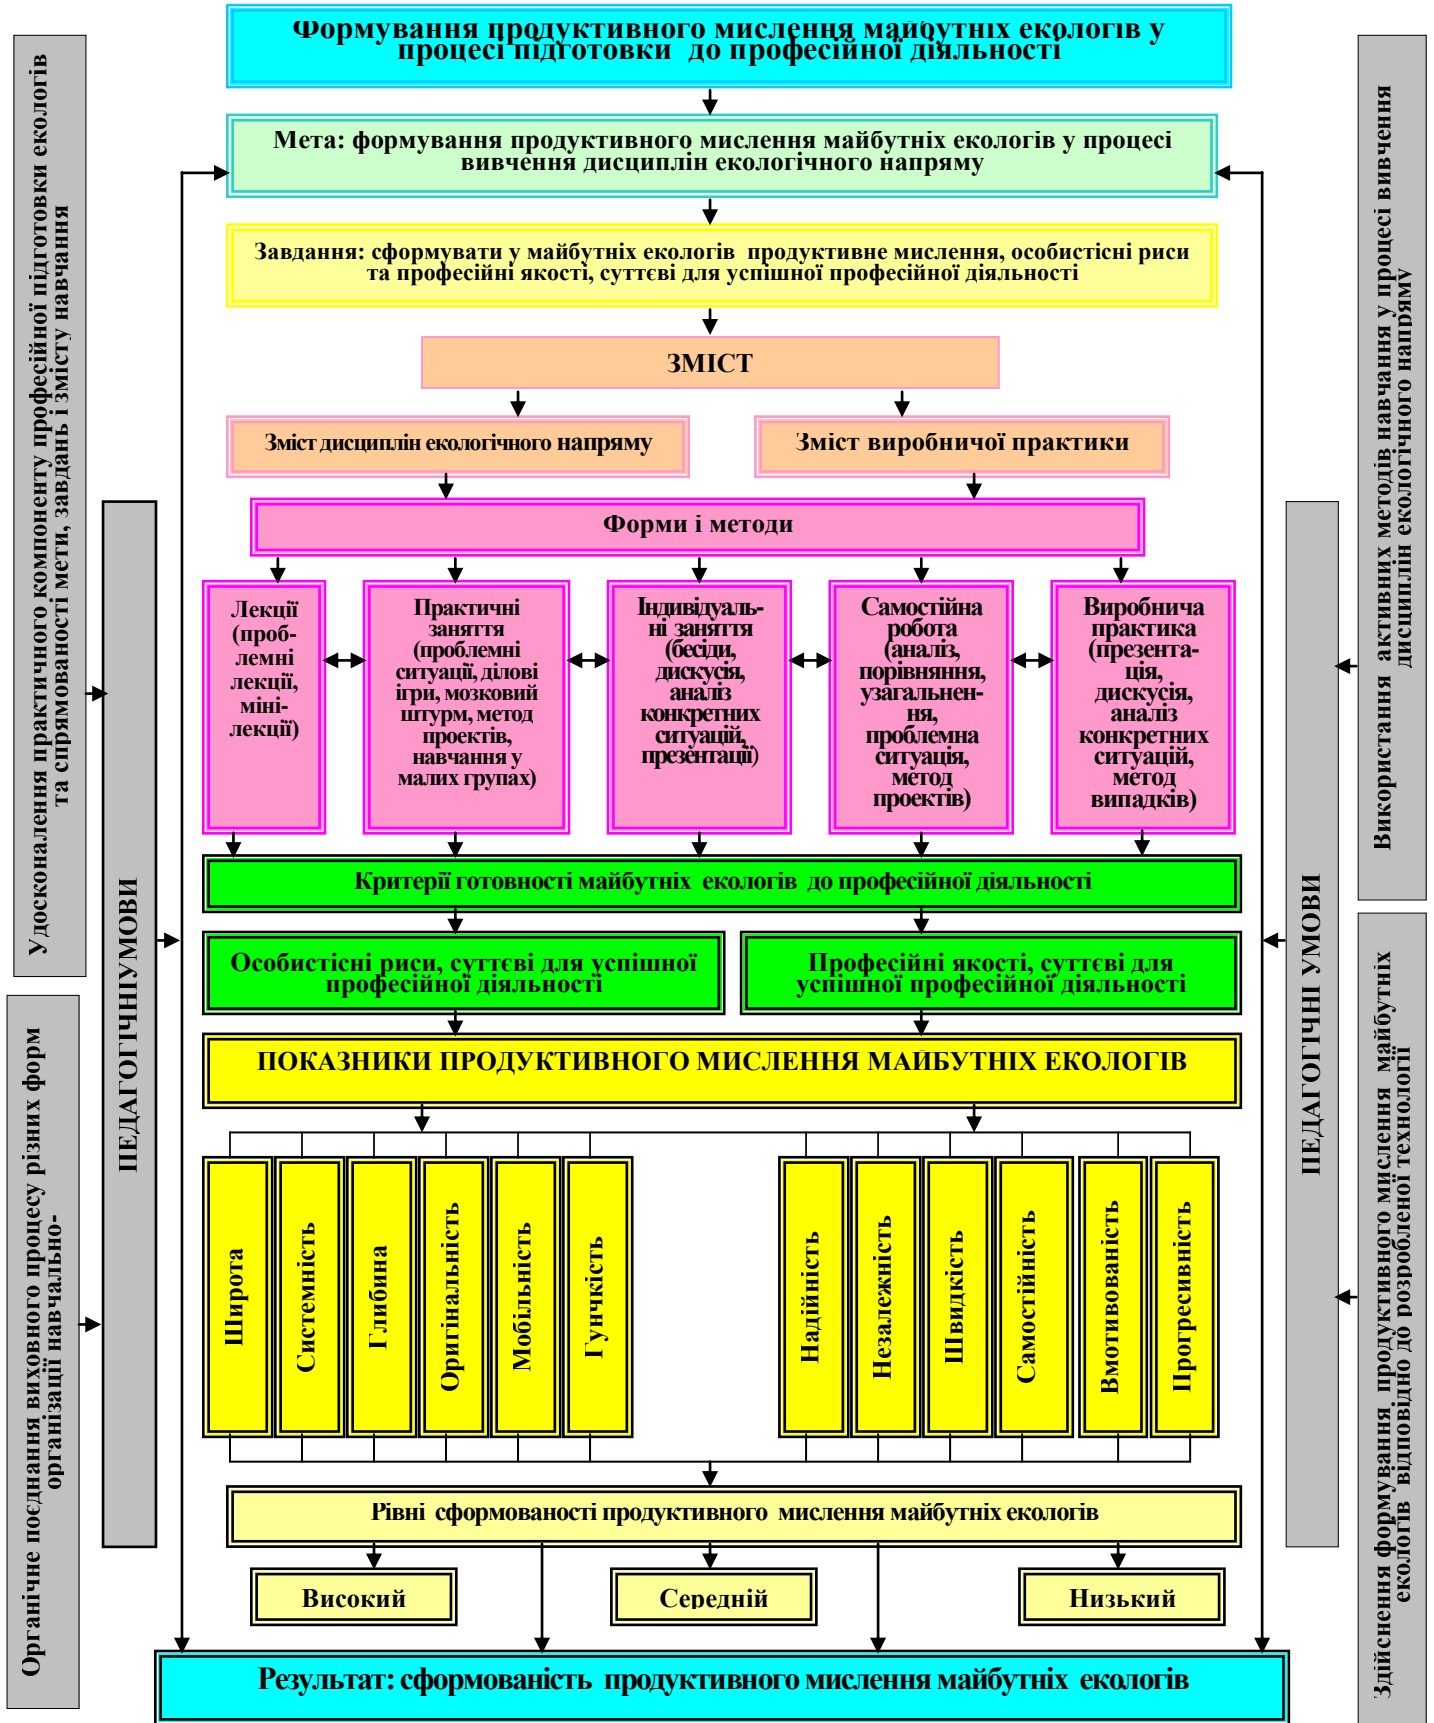 Формування продуктивного мислення майбутніх екологів у
процесі підготовки до професійної діяльності
Мета: формування продуктивного мислення майбутніх екологів у процесі
вивчення дисциплін екологічного напряму
Завдання: сформувати у майбутніх екологів продуктивне мислення, особистісні риси
та професійні якості, суттєві для успішної професійної діяльності
ЗМІСТ
Зміст дисциплін екологічного напряму
Зміст виробничої практики
Форми і методи
Лекції
(проб-
лемні
лекції,
міні-
лекції)
Практичні
заняття
(проблемні
ситуації, ділові
ігри, мозковий
штурм, метод
проектів,
навчання у
малих групах)
Індивідуаль-
ні заняття
(бесіди,
дискусія,
аналіз
конкретних
ситуацій,
презентації)
Самостійна
робота
(аналіз,
порівняння,
узагальнен-
ня,
проблемна
ситуація,
метод
проектів)
Виробнича
практика
(презента-
ція,
дискусія,
аналіз
конкретних
ситуацій,
метод
випадків)
Критерії готовності майбутніх екологів до професійної діяльності
Особистісні риси, суттєві для успішної
професійної діяльності
Професійні якості, суттєві для
успішної професійної діяльності
ПОКАЗНИКИ ПРОДУКТИВНОГО МИСЛЕННЯ МАЙБУТНІХ ЕКОЛОГІВ
Широта
Системність
Глибина
Оригінальність
Мобільність
Гунчкість
Надійність
Незалежність
Швидкість
Самостійність
Вмотивованість
Прогресивність
Рівні сформованості продуктивного мислення майбутніх екологів
Високий
Середній
Низький
Результат: сформованість продуктивного мислення майбутніх екологів
Удосконалення практичного компоненту професійної підготовки екологів
та спрямованості мети, завдань і змісту навчання
Органічне поєднання виховного процесу різних форм
організації навчально-
ПЕДАГОГІЧНІУМОВИ
ПЕДАГОГІЧНІ УМОВИ
Використання активних методів навчання у процесі вивчення
дисциплін екологічного напряму
Здійснення формування продуктивного мислення майбутніх
екологів відповідно до розробленої технології